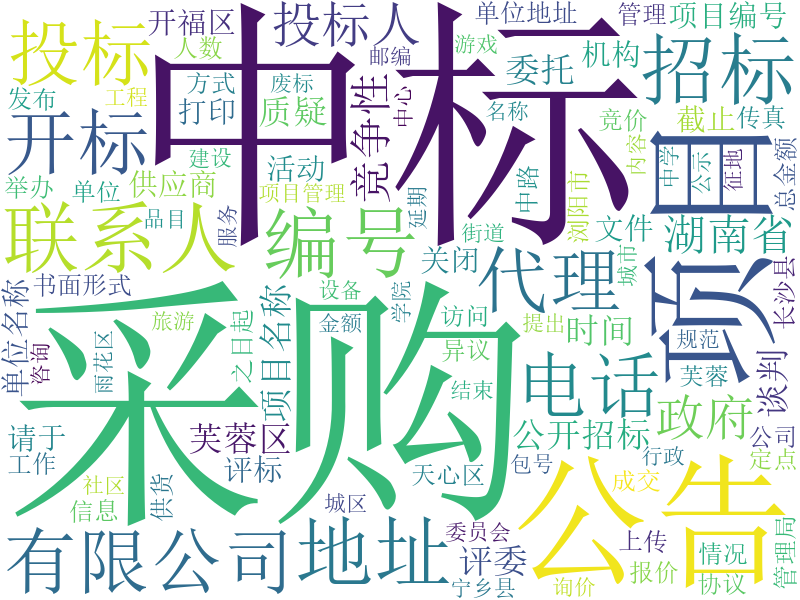 开福区
投标人
单位地址
管理
项目编号
投标
人数
邮编
游戏
机构
招标
方式
废标
委托
发布
工程
打印
质疑
竞争性
中心
名称
竞价
截止
传真
开标
中标
项目
建设
活动
中路
内容
中学
公示
征地
总金额
举办
单位
供应商
项目管理
延期
浏阳市
文件
湖南省
联系人
品目
服务
编号
街道
关闭
代理
城市
长沙县
书面形式
设备
单位名称
咨询
旅游
之日起
项目名称
金额
学院
访问
提出
时间
规范
雨花区
异议
芙蓉
谈判
采购
结束
电话
政府
请于
芙蓉区
公开招标
公司
工作
评标
天心区
包号
行政
定点
社区
供货
信息
城区
成交
公告
有限公司
地址
委员会
评委
上传
情况
管理局
宁乡县
询价
报价
协议